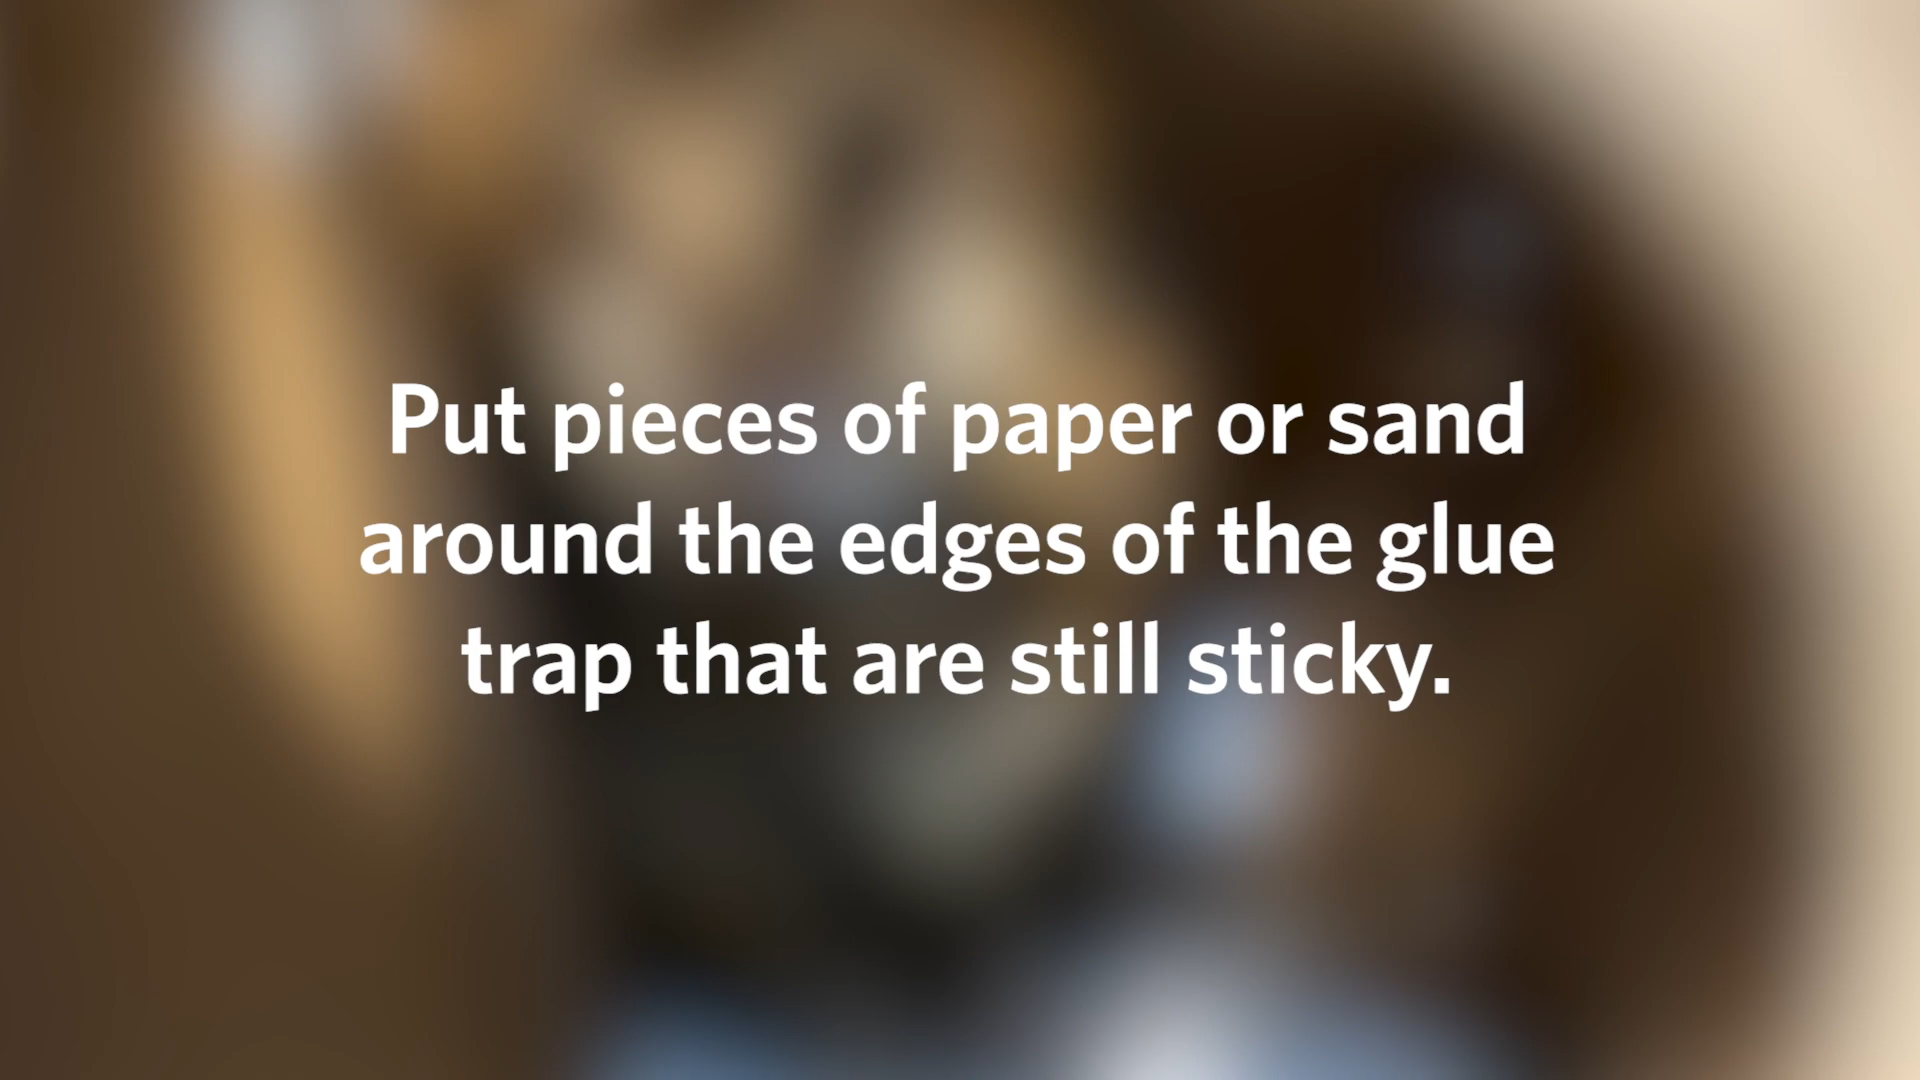 Put pieces of paper or sand
around the edges of the glue
trap that are still sticky.